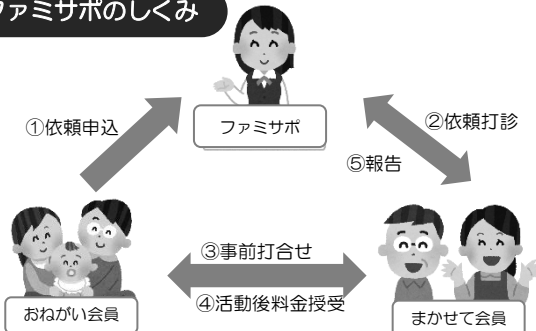 ファミサポのしくみ
ファミサポ
①依頼申込
②依頼打診
⑤報告
③事前打合せ
④活動後料金授受
おねがい会員
まかせて会員